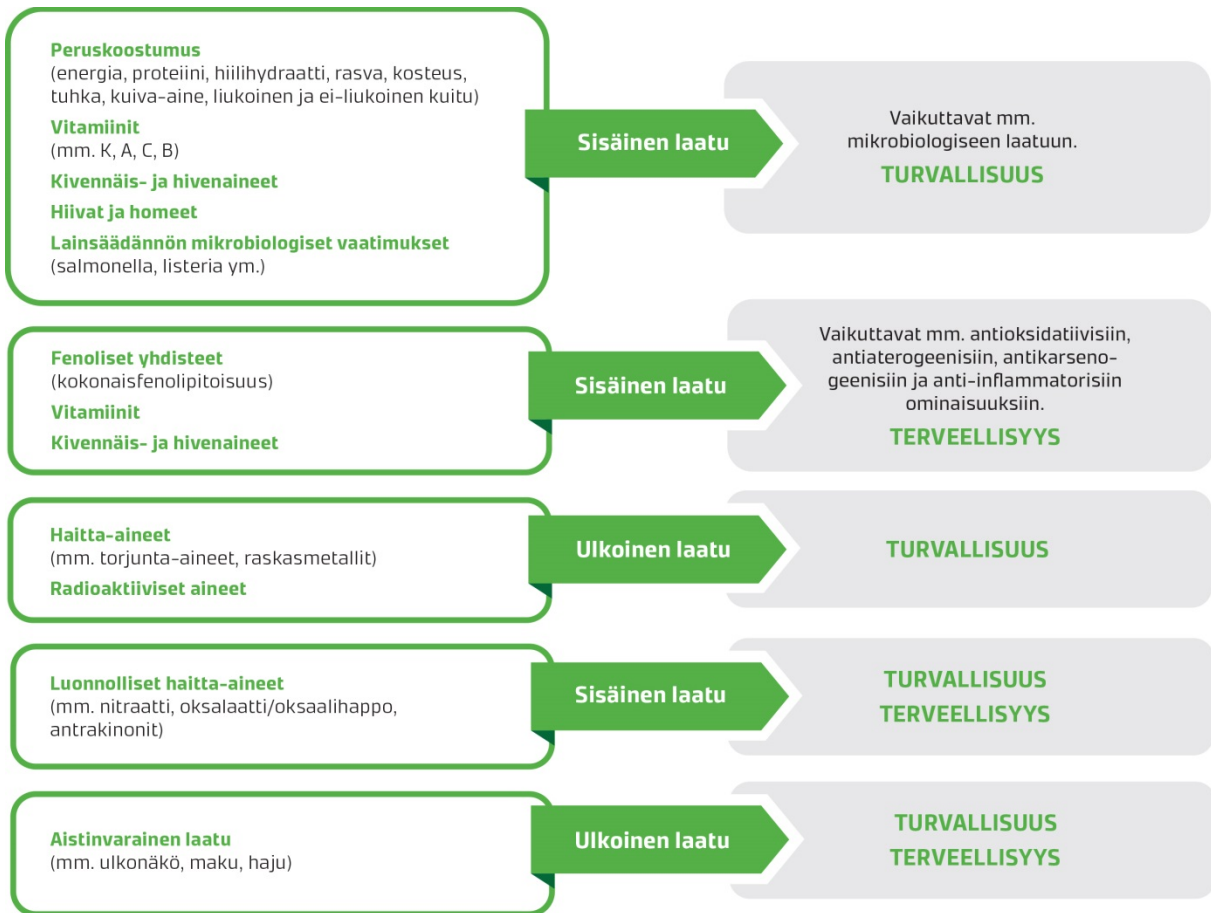 Peruskoostumus
(energia, proteiini, hiilihydraatti, rasva, kosteus,
tuhka, kuiva-aine, liukoinen ja ei-liukoinen kuitu)
Vitamiinit
(mm. K, A, C, B)
Kivennäis- ja hivenaineet
Hiivat ja homeet
Lainsäädännön mikrobiologiset vaatimukset
(salmonella, listeria ym.)
Sisäinen laatu
Vaikuttavat mm.
mikrobiologiseen laatuun.
TURVALLISUUS
Fenoliset yhdisteet
(kokonaisfenolipitoisuus)
Vitamiinit
Kivennäis- ja hivenaineet
Sisäinen laatu
Vaikuttavat mm. antioksidatiivisiin,
antiaterogeenisiin, antikarseno-
geenisiin ja anti-inflammatorisiin
ominaisuuksiin.
TERVEELLISYYS
Haitta-aineet
(mm. torjunta-aineet, raskasmetallit)
Radioaktiiviset aineet
Ulkoinen laatu
TURVALLISUUS
Luonnolliset haitta-aineet
(mm. nitraatti, oksalaatti/oksaalihappo,
antrakinonit)
Sisäinen laatu
TURVALLISUUS
TERVEELLISYYS
Aistinvarainen laatu
(mm. ulkonäkö, maku, haju)
Ulkoinen laatu
TURVALLISUUS
TERVEELLISYYS